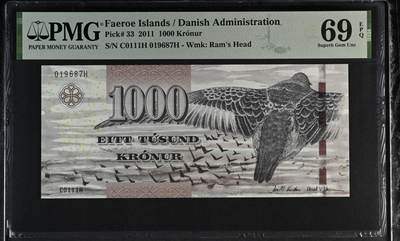 PMG
PAPER MONEY GUARANTY
Faeroe Islands / Danish Administration
Pick# 33 2011 1000 Krónur
S/N C0111H 019687H - Wmk: Ram's Head
69 EPQ
Superb Gem Unc
019687H
1000
EITT TÚSUND
KRÓNUR
C0111H